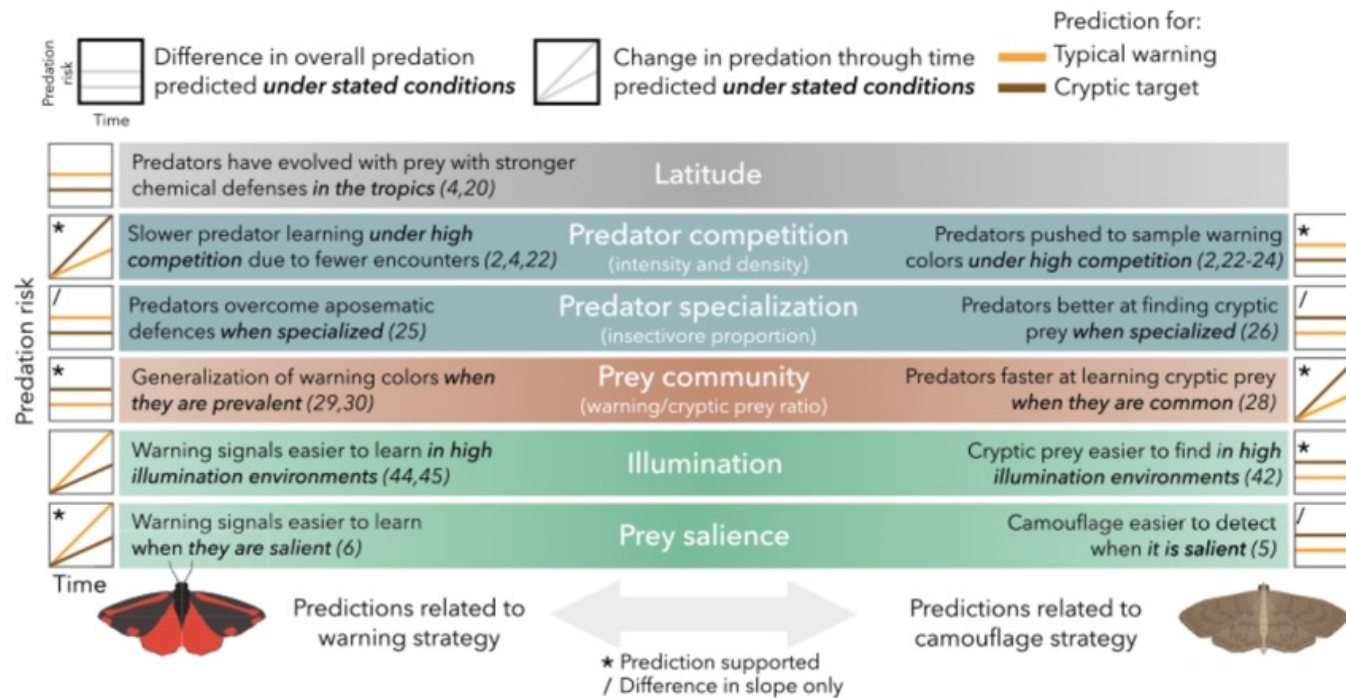 Predation
risk
Time
Difference in overall predation
predicted under stated conditions
Change in predation through time
predicted under stated conditions
Prediction for:
Typical warning
Cryptic target
Predation risk
Predators have evolved with prey with stronger
chemical defenses in the tropics (4,20)
Latitude
*
Slower predator learning under high
competition due to fewer encounters (2,4,22)
Predator competition
(intensity and density)
Predators pushed to sample warning
colors under high competition (2,22-24)
*
/
Predators overcome aposematic
defences when specialized (25)
Predator specialization
(insectivore proportion)
Predators better at finding cryptic
prey when specialized (26)
/
*
Generalization of warning colors when
they are prevalent (29,30)
Prey community
(warning/cryptic prey ratio)
Predators faster at learning cryptic prey
when they are common (28)
*
Warning signals easier to learn in high
illumination environments (44,45)
Illumination
Cryptic prey easier to find in high
illumination environments (42)
*
*
Warning signals easier to learn
when they are salient (6)
Prey salience
Camouflage easier to detect
when it is salient (5)
/
Time
Predictions related to
warning strategy
Predictions related to
camouflage strategy
* Prediction supported
/ Difference in slope only